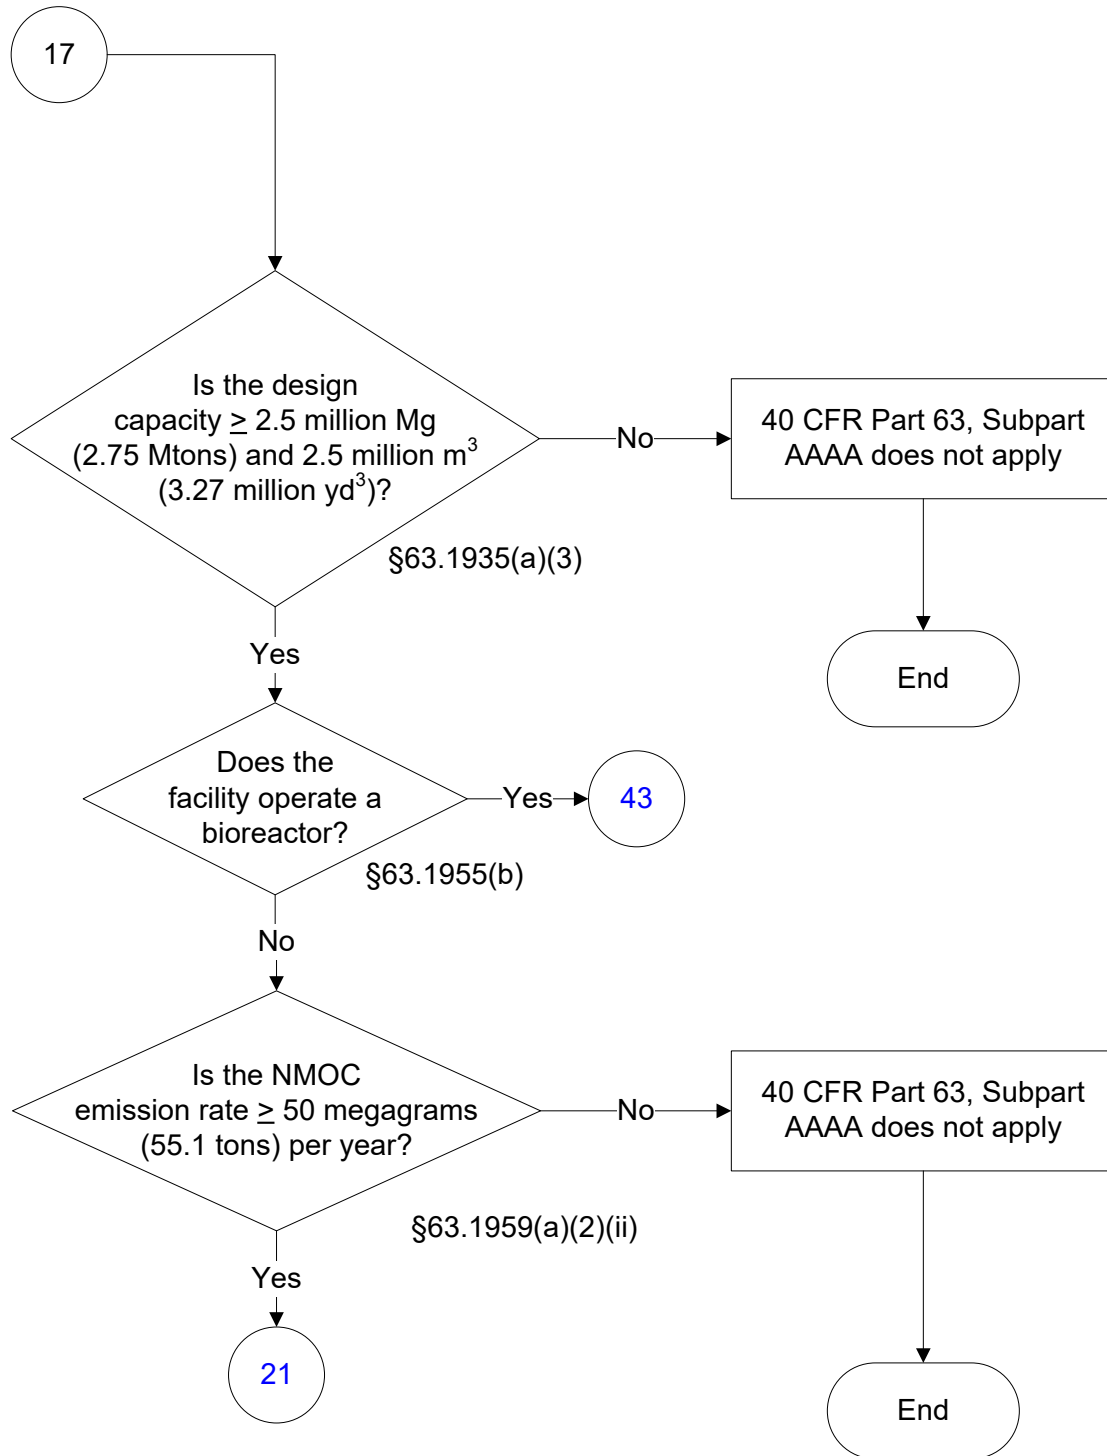 17
Is the design
capacity ≥ 2.5 million Mg
(2.75 Mtons) and 2.5 million m³
(3.27 million yd³)?
No
40 CFR Part 63, Subpart
AAAA does not apply
§63.1935(a)(3)
Yes
End
Does the
facility operate a
bioreactor?
Yes
43
§63.1955(b)
No
Is the NMOC
emission rate ≥ 50 megagrams
(55.1 tons) per year?
No
40 CFR Part 63, Subpart
AAAA does not apply
§63.1959(a)(2)(ii)
Yes
21
End